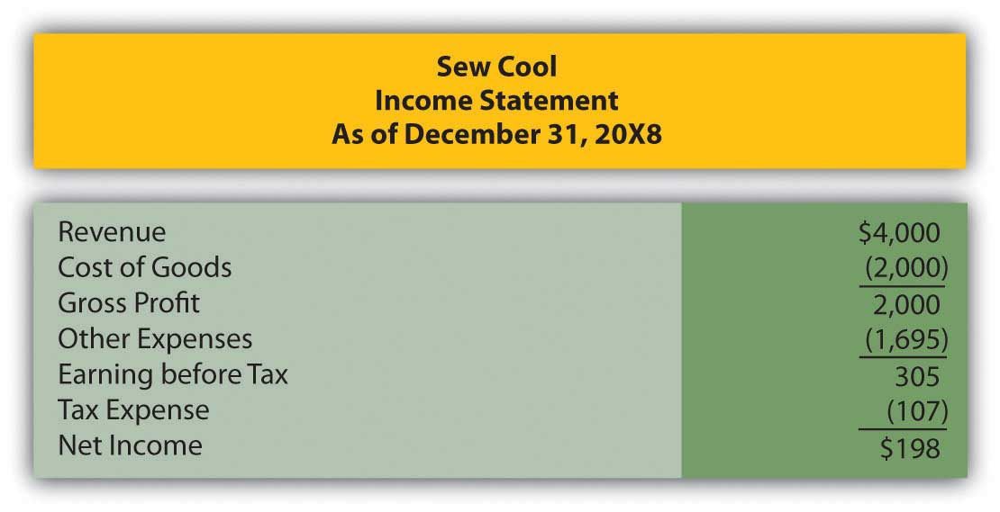 Sew Cool
Income Statement
As of December 31, 20X8
Revenue $4,000
Cost of Goods (2,000)
Gross Profit 2,000
Other Expenses (1,695)
Earning before Tax 305
Tax Expense (107)
Net Income $198